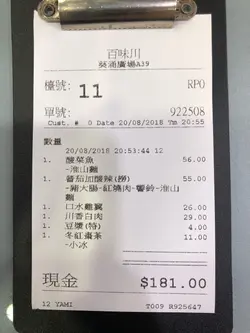 百味川
葵涌廣場A39
檯號: 11 RPO
單號: 922508
Cust. # 0 Date 20/08/2018 Tm 20:55
數量
20/08/2018 20:53:44 12
1. 酸菜魚 56.00
-淮山麵
1. 蕃茄加酸辣(撈) 55.00
-豬大腸-紅燒肉-響鈴-淮山
麵
1. 口水雞翼 26.00
1. 川香白肉 29.00
1. 豆漿(特) 4.00
1. 冬紅棗茶 11.00
-小冰
現金 $181.00
12 YAMI T009 R925647